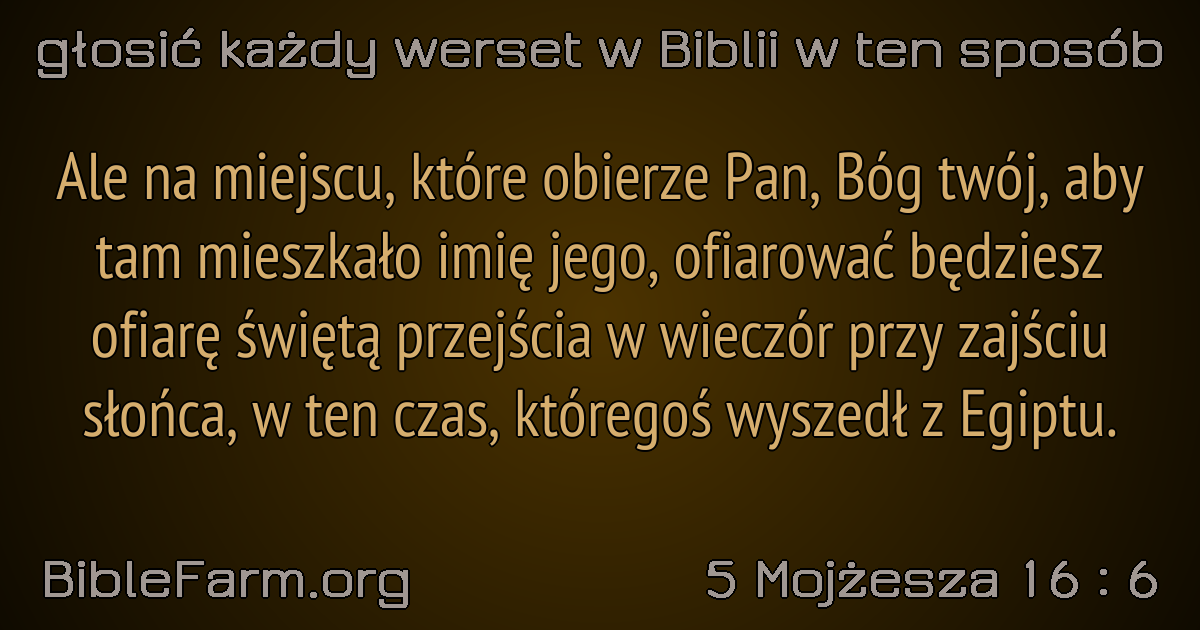 głosić każdy werset w Biblii w ten sposób
Ale na miejscu, które obierze Pan, Bóg twój, aby
tam mieszkało imię jego, ofiarować będziesz
ofiarę świętą przejścia w wieczór przy zajściu
słońca, w ten czas, któregoś wyszedł z Egiptu.
BibleFarm.org
5 Mojżesza 16 : 6